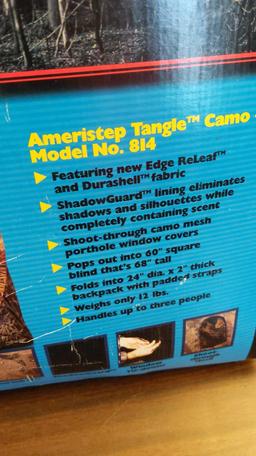 Ameristep Tangle™ Camo
Model No. 814
Featuring new Edge ReLeaf™
and Durashell™ fabric
ShadowGuard™ lining eliminates
shadows and silhouettes while
completely containing scent
Shoot-through camo mesh
porthole window covers
Pops out into 60" square
blind that's 68" tall
Folds into 24" dia. x 2" thick
backpack with padded straps
Weighs only 12 lbs.
Handles up to three people
Window